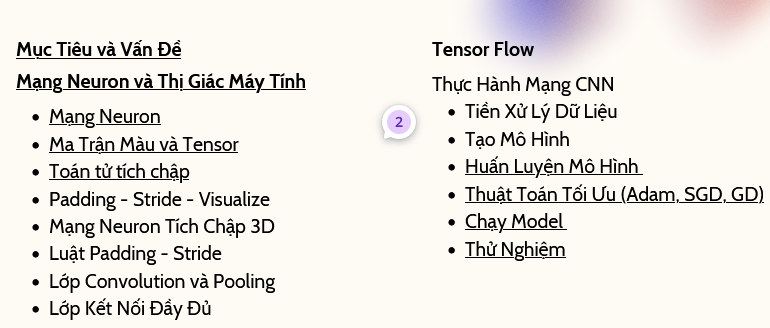 Mục Tiêu và Vấn Đề
Mạng Neuron và Thị Giác Máy Tính
Mạng Neuron
Ma Trận Màu và Tensor
Toán tử tích chập
Padding - Stride - Visualize
Mạng Neuron Tích Chập 3D
Luật Padding - Stride
Lớp Convolution và Pooling
Lớp Kết Nối Đầy Đủ
2
Tensor Flow
Thực Hành Mạng CNN
Tiền Xử Lý Dữ Liệu
Tạo Mô Hình
Huấn Luyện Mô Hình
Thuật Toán Tối Ưu (Adam, SGD, GD)
Chạy Model
Thử Nghiệm